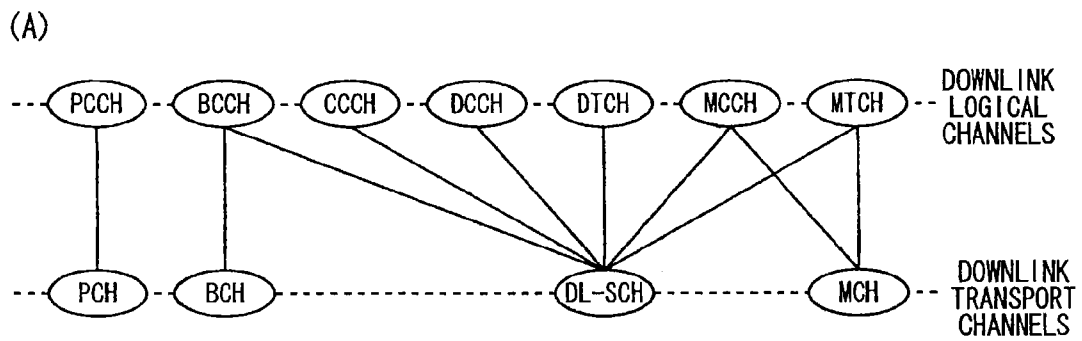 (A)
PCCH BCCH CCCH DCCH DTCH MCCH MTCH
DOWNLINK
LOGICAL
CHANNELS
PCH BCH DL-SCH MCH
DOWNLINK
TRANSPORT
CHANNELS